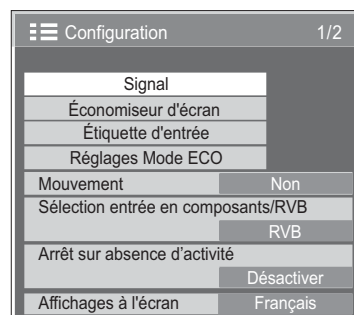 Configuration 1/2
Signal
Économiseur d'écran
Étiquette d'entrée
Réglages Mode ECO
Mouvement Non
Sélection entrée en composants/RVB
RVB
Arrêt sur absence d’activité
Désactiver
Affichages à l'écran Français